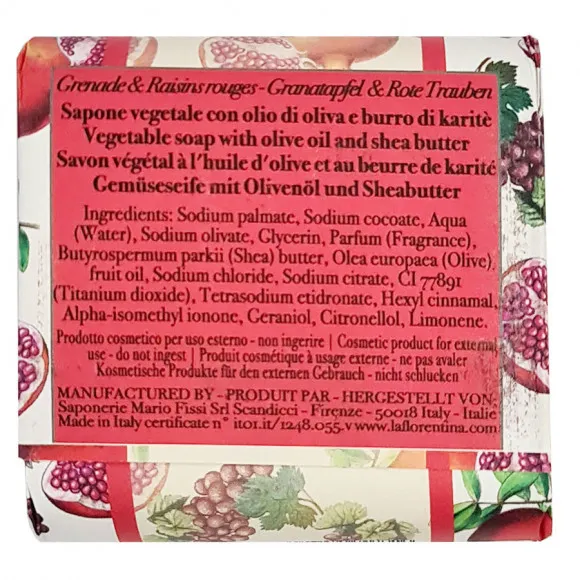 Grenade & Raisins rouges - Granatapfel & Rote Trauben
Sapone vegetale con olio di oliva e burro di karitè
Vegetable soap with olive oil and shea butter
Savon végétal à l'huile d'olive et au beurre de karité
Gemüseseife mit Olivenöl und Sheabutter
Ingredients: Sodium palmate, Sodium cocoate, Aqua
(Water), Sodium olivate, Glycerin, Parfum (Fragrance),
Butyrospermum parkii (Shea) butter, Olea europaea (Olive)
fruit oil, Sodium chloride, Sodium citrate, CI 77891
(Titanium dioxide), Tetrasodium etidronate, Hexyl cinnamal,
Alpha-isomethyl ionone, Geraniol, Citronellol, Limonene.
Prodotto cosmetico per uso esterno - non ingerire | Cosmetic product for external
use - do not ingest | Produit cosmétique à usage externe - ne pas avaler
Kosmetische Produkte für den externen Gebrauch - nicht schlucken
MANUFACTURED BY - PRODUIT PAR - HERGESTELLT VON:
Saponerie Mario Fissi Srl Scandicci - Firenze - 50018 Italy - Italie
Made in Italy certificate n° it01.it/1248.055.v www.laflorentina.com